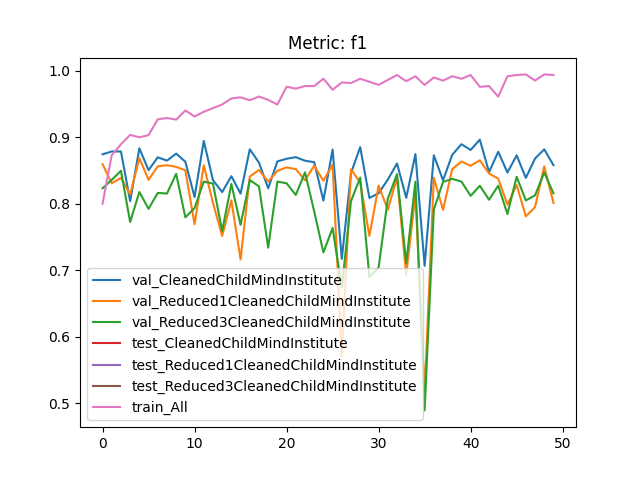 Metric: f1
1.0
0.9
0.8
0.7
0.6
0.5
val_CleanedChildMindInstitute
val_Reduced1CleanedChildMindInstitute
val_Reduced3CleanedChildMindInstitute
test_CleanedChildMindInstitute
test_Reduced1CleanedChildMindInstitute
test_Reduced3CleanedChildMindInstitute
train_All
0 10 20 30 40 50